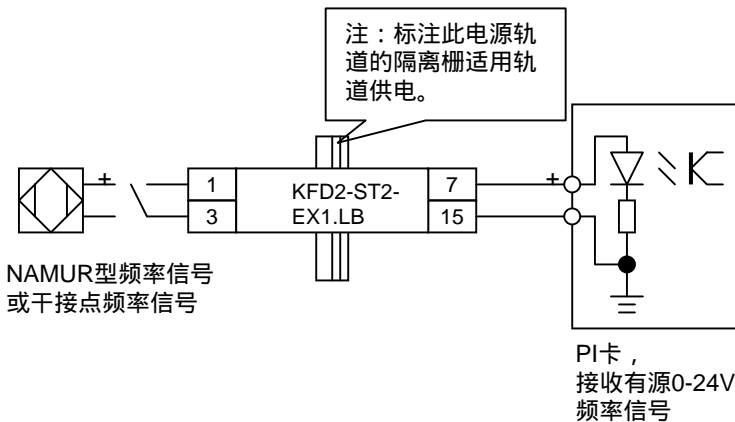 注：标注此电源轨
道的隔离栅适用轨
道供电。
+
1
3
KFD2-ST2-
EX1.LB
7
15
+
NAMUR型频率信号
或干接点频率信号
PI卡，
接收有源0-24V
频率信号